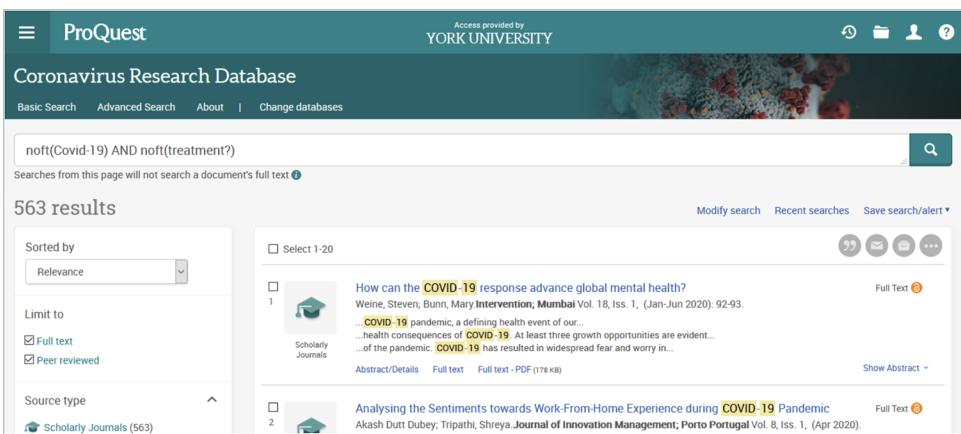 ProQuest
Access provided by
YORK UNIVERSITY
Coronavirus Research Database
Basic Search Advanced Search About | Change databases
noft(Covid-19) AND noft(treatment?)
Searches from this page will not search a document's full text
563 results
Modify search Recent searches Save search/alert
Sorted by
Relevance
Limit to
Full text
Peer reviewed
Source type
Scholarly Journals (563)
Select 1-20
1
Scholarly
Journals
How can the COVID-19 response advance global mental health?
Full Text
Weine, Steven; Bunn, Mary.Intervention; Mumbai Vol. 18, Iss. 1, (Jan-Jun 2020): 92-93.
...COVID-19 pandemic, a defining health event of our...
...health consequences of COVID-19. At least three growth opportunities are evident...
...of the pandemic. COVID-19 has resulted in widespread fear and worry in...
Abstract/Details Full text Full text - PDF (178 KB)
Show Abstract
2
Analysing the Sentiments towards Work-From-Home Experience during COVID-19 Pandemic
Full Text
Akash Dutt Dubey; Tripathi, Shreya.Journal of Innovation Management; Porto Portugal Vol. 8, Iss. 1, (Apr 2020).